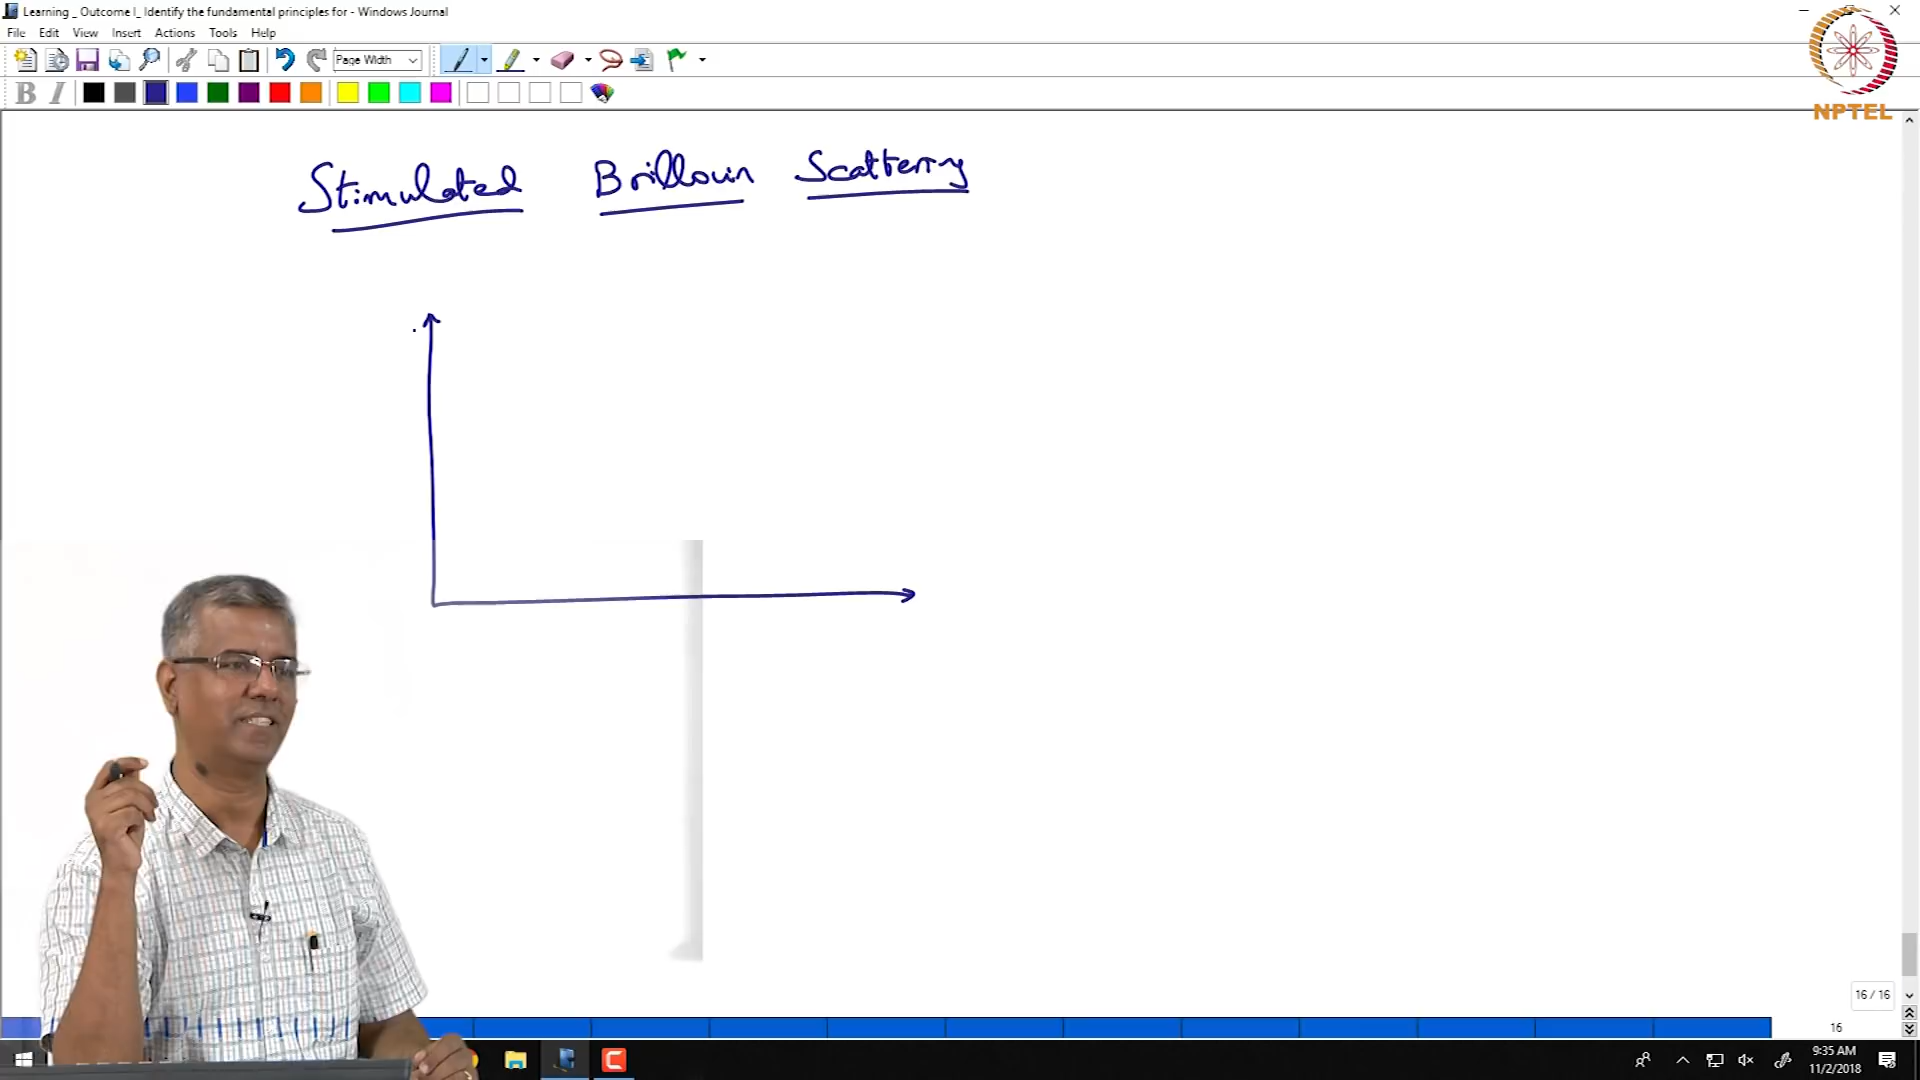 Learning _ Outcome I_ Identify the fundamental principles for - Windows Journal
File Edit View Insert Actions Tools Help
Page Width
B I
NPTEL
Stimulated Brillouin Scattering
16 / 16
16
9:35 AM
11/2/2018